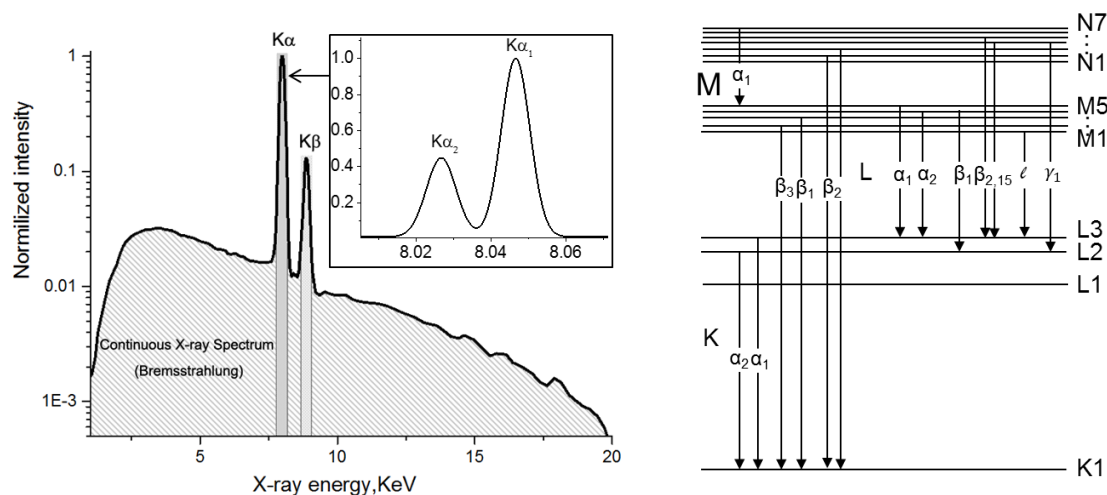 Normilized intensity
1
0.1
0.01
1E-3
5
10
15
20
X-ray energy,KeV
Kα
Kβ
Continuous X-ray Spectrum
(Bremsstrahlung)
1.0
0.8
0.6
0.4
0.2
8.02
8.04
8.06
Kα2
Kα1
N7
⋮
N1
M
α1
M5
⋮
M1
β3 β1 β2 L α1 α2 β1 β2,15 ℓ γ1
L3
L2
L1
K
α2 α1
K1